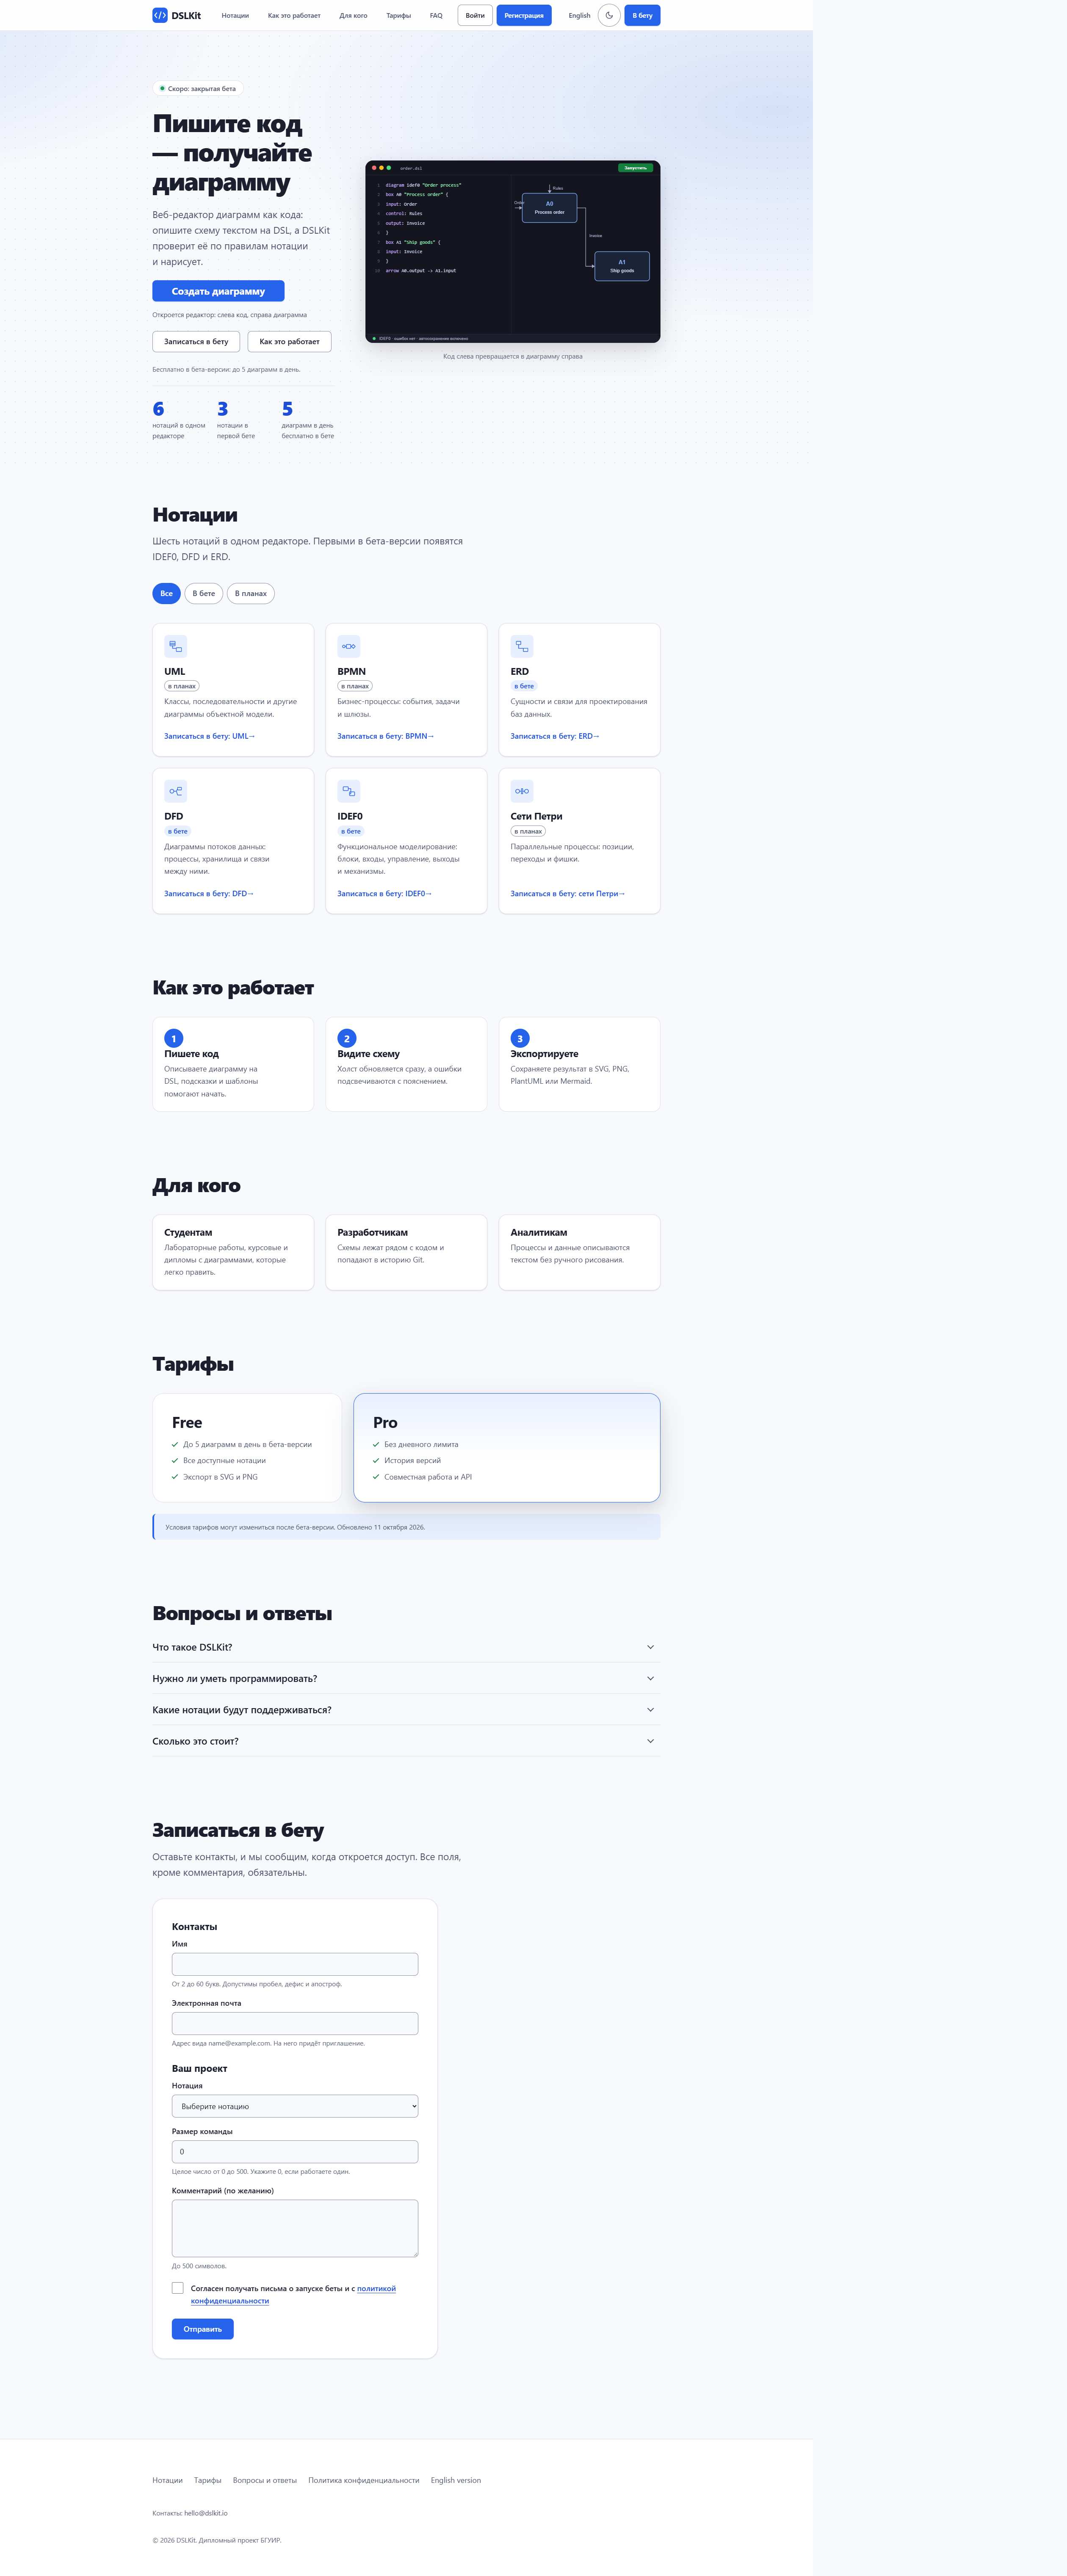 DSLKit
Нотации
Как это работает
Для кого
Тарифы
FAQ
Войти
Регистрация
English
В бету
Скоро: закрытая бета
Пишите код
— получайте
диаграмму
Веб-редактор диаграмм как кода:
опишите схему текстом на DSL, а DSLKit
проверит её по правилам нотации
и нарисует.
Создать диаграмму
Откроется редактор: слева код, справа диаграмма
Записаться в бету
Как это работает
Бесплатно в бета-версии: до 5 диаграмм в день.
6
нотаций в одном
редакторе
3
нотации в
первой бете
5
диаграмм в день
бесплатно в бете
order.dsl
Запустить
1 diagram idef0 "Order process"
2 box A0 "Process order" {
3 input: Order
4 control: Rules
5 output: Invoice
6 }
7 box A1 "Ship goods" {
8 input: Invoice
9 }
10 arrow A0.output -> A1.input
Rules
Order
A0
Process order
Invoice
A1
Ship goods
IDEF0 · ошибок нет · автосохранение включено
Код слева превращается в диаграмму справа
Нотации
Шесть нотаций в одном редакторе. Первыми в бета-версии появятся
IDEF0, DFD и ERD.
Все
В бете
В планах
UML
в планах
Классы, последовательности и другие
диаграммы объектной модели.
Записаться в бету: UML→
BPMN
в планах
Бизнес-процессы: события, задачи
и шлюзы.
Записаться в бету: BPMN→
ERD
в бете
Сущности и связи для проектирования
баз данных.
Записаться в бету: ERD→
DFD
в бете
Диаграммы потоков данных:
процессы, хранилища и связи
между ними.
Записаться в бету: DFD→
IDEF0
в бете
Функциональное моделирование:
блоки, входы, управление, выходы
и механизмы.
Записаться в бету: IDEF0→
Сети Петри
в планах
Параллельные процессы: позиции,
переходы и фишки.
Записаться в бету: сети Петри→
Как это работает
1
Пишете код
Описываете диаграмму на
DSL, подсказки и шаблоны
помогают начать.
2
Видите схему
Холст обновляется сразу, а ошибки
подсвечиваются с пояснением.
3
Экспортируете
Сохраняете результат в SVG, PNG,
PlantUML или Mermaid.
Для кого
Студентам
Лабораторные работы, курсовые и
дипломы с диаграммами, которые
легко править.
Разработчикам
Схемы лежат рядом с кодом и
попадают в историю Git.
Аналитикам
Процессы и данные описываются
текстом без ручного рисования.
Тарифы
Free
До 5 диаграмм в день в бета-версии
Все доступные нотации
Экспорт в SVG и PNG
Pro
Без дневного лимита
История версий
Совместная работа и API
Условия тарифов могут измениться после бета-версии. Обновлено 11 октября 2026.
Вопросы и ответы
Что такое DSLKit?
Нужно ли уметь программировать?
Какие нотации будут поддерживаться?
Сколько это стоит?
Записаться в бету
Оставьте контакты, и мы сообщим, когда откроется доступ. Все поля,
кроме комментария, обязательны.
Контакты
Имя
От 2 до 60 букв. Допустимы пробел, дефис и апостроф.
Электронная почта
Адрес вида name@example.com. На него придёт приглашение.
Ваш проект
Нотация
Выберите нотацию
Размер команды
0
Целое число от 0 до 500. Укажите 0, если работаете один.
Комментарий (по желанию)
До 500 символов.
Согласен получать письма о запуске беты и с политикой
конфиденциальности
Отправить
Нотации
Тарифы
Вопросы и ответы
Политика конфиденциальности
English version
Контакты: hello@dslkit.io
© 2026 DSLKit. Дипломный проект БГУИР.